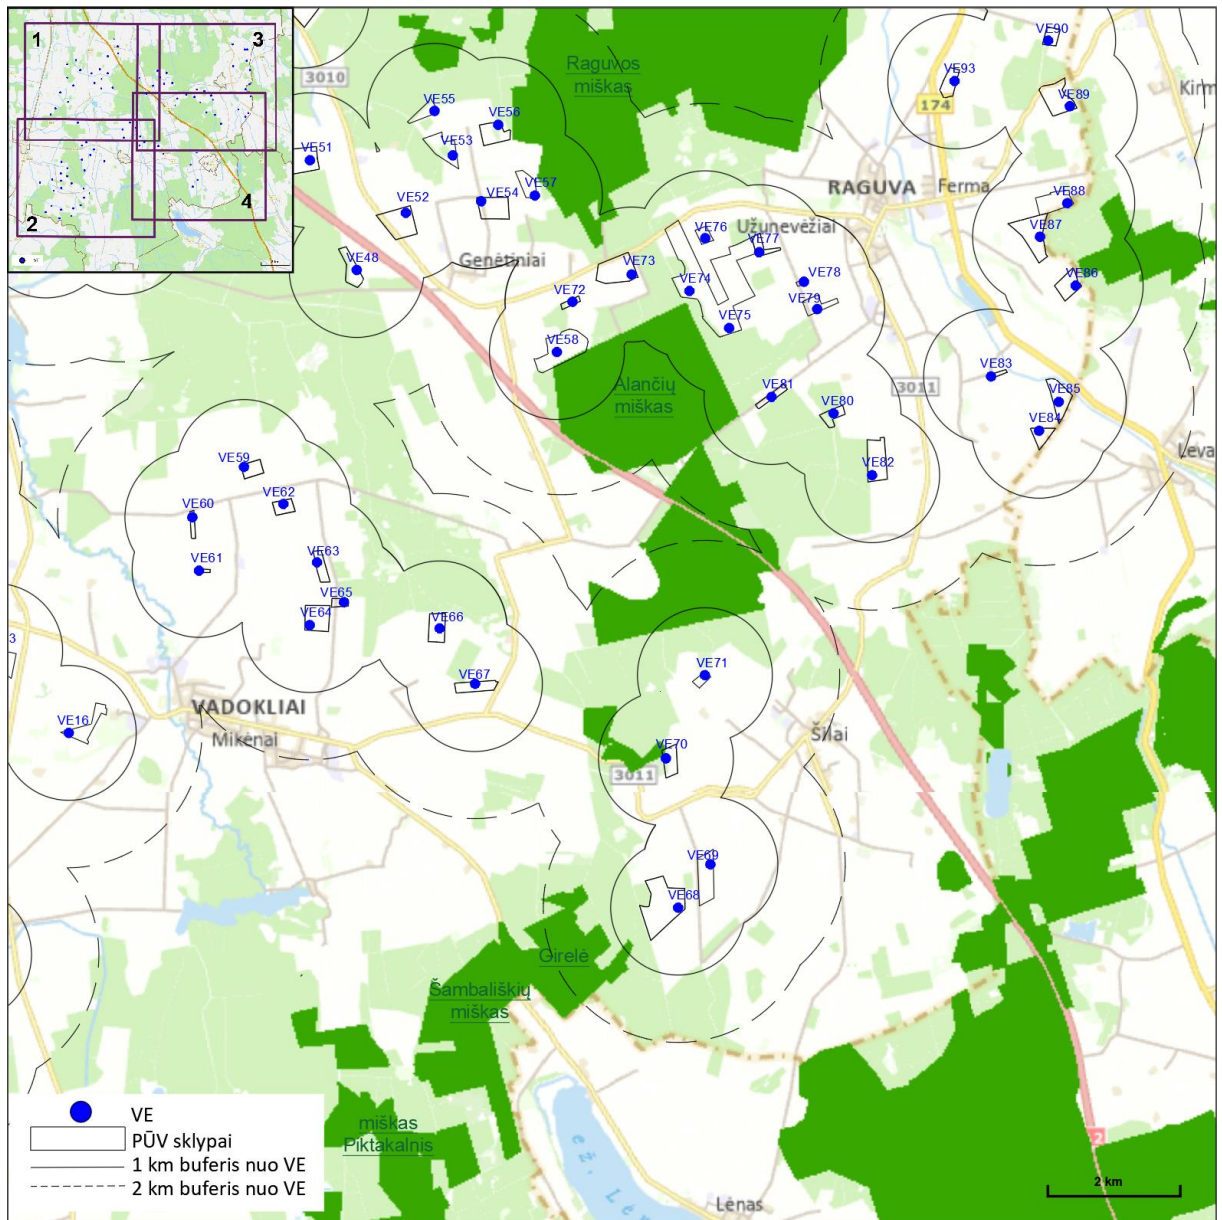 1
3
2
4
3010
Raguvos
miškas
VE90
VE93
174
VE89
Kirm
VE55
VE56
VE53
VE51
VE57
VE54
VE52
RAGUVA
Ferma
VE88
VE76
Užunevėžiai
VE77
VE87
VE48
Genėtiniai
VE73
VE74
VE78
VE86
VE72
VE79
VE75
VE58
Alančių
miškas
VE81
3011
VE83
VE85
VE80
VE84
VE82
Leva
VE59
VE62
VE60
VE61
VE63
VE65
VE64
VE66
3
VE67
VE71
VADOKLIAI
VE16
Mikėnai
Šilai
VE70
3011
VE69
VE68
Girelė
Šambališkių
miškas
miškas
Piktakalnis
ež. Lėn
Lėnas
2
2 km
VE
PŪV sklypai
1 km buferis nuo VE
2 km buferis nuo VE